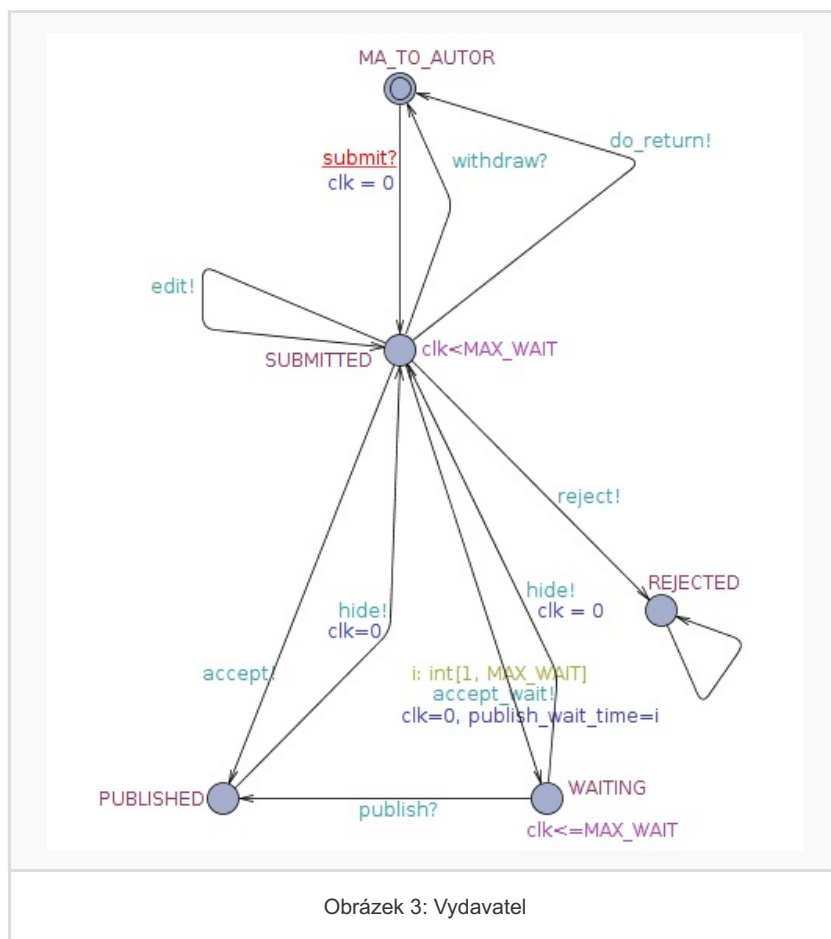 MA_TO_AUTOR
do_return!
submit?
withdraw?
clk = 0
edit!
SUBMITTED
clk<MAX_WAIT
reject!
REJECTED
hide!
clk = 0
hide!
clk=0
accept!
i: int[1, MAX_WAIT]
accept_wait!
clk=0, publish_wait_time=i
PUBLISHED
WAITING
publish?
clk<=MAX_WAIT
Obrázek 3: Vydavatel